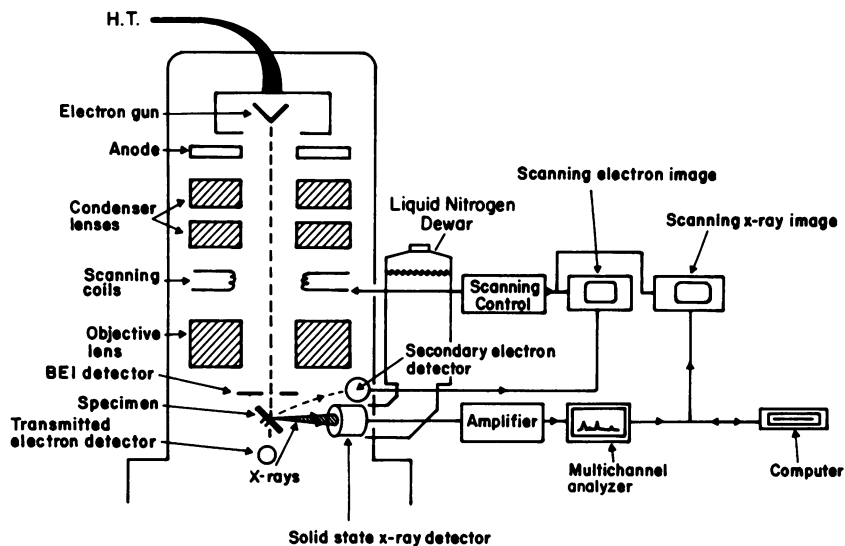 H.T.
Electron gun
Anode
Condenser
lenses
Scanning
coils
Objective
lens
BEI detector
Specimen
Transmitted
electron detector
X-rays
Solid state x-ray detector
Liquid Nitrogen
Dewar
Secondary electron
detector
Scanning
Control
Scanning electron image
Scanning x-ray image
Amplifier
Multichannel
analyzer
Computer